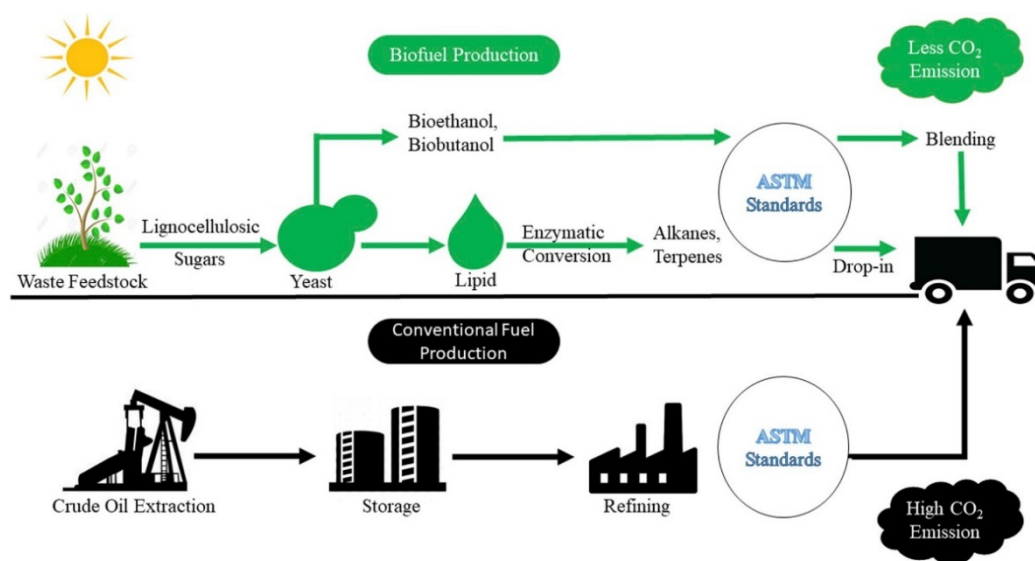 Biofuel Production
Less CO₂
Emission
Bioethanol,
Biobutanol
Blending
ASTM
Standards
Lignocellulosic
Sugars
Enzymatic
Conversion
Alkanes,
Terpenes
Drop-in
Waste Feedstock
Yeast
Lipid
Conventional Fuel
Production
ASTM
Standards
Crude Oil Extraction
Storage
Refining
High CO₂
Emission